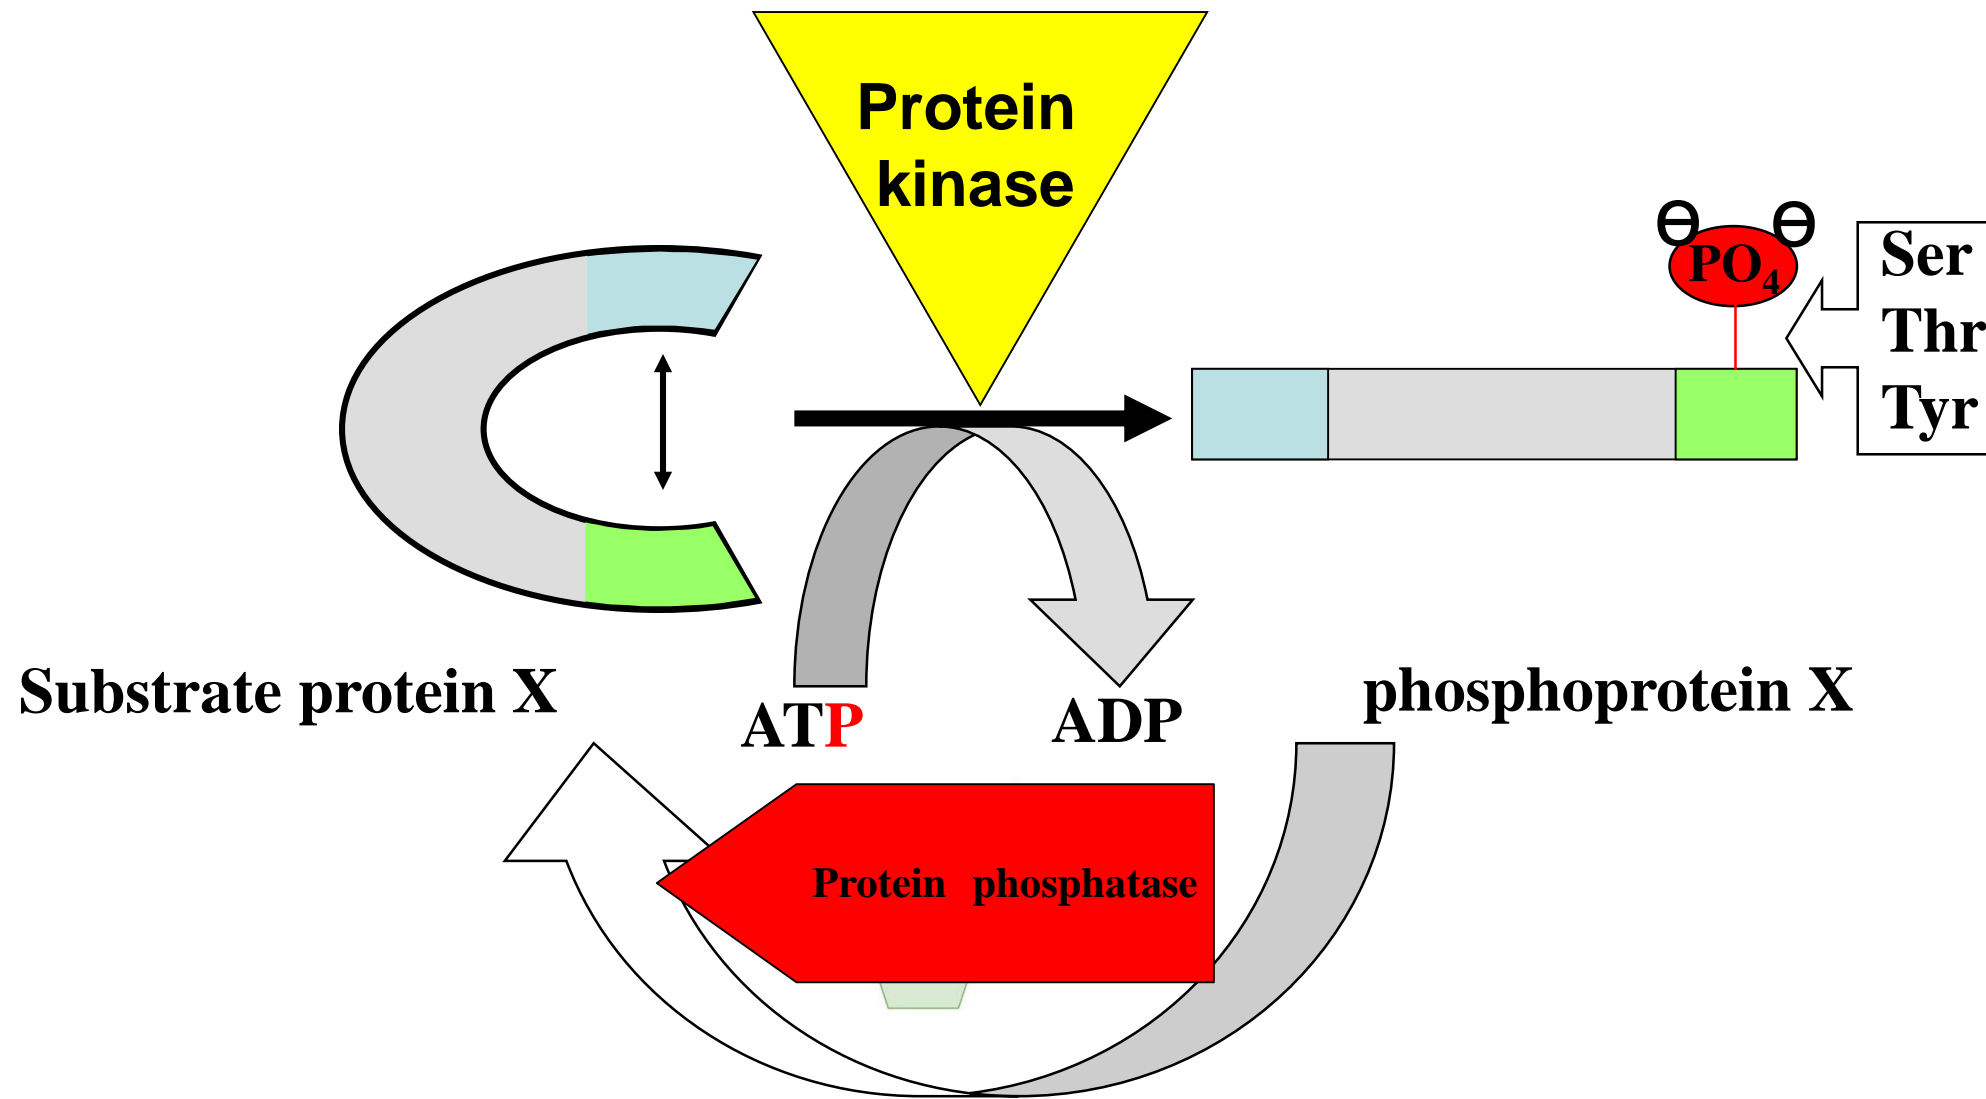 Protein
kinase
Ɵ Ɵ
PO₄
Ser
Thr
Tyr
Substrate protein X
ATP
ADP
phosphoprotein X
Protein phosphatase